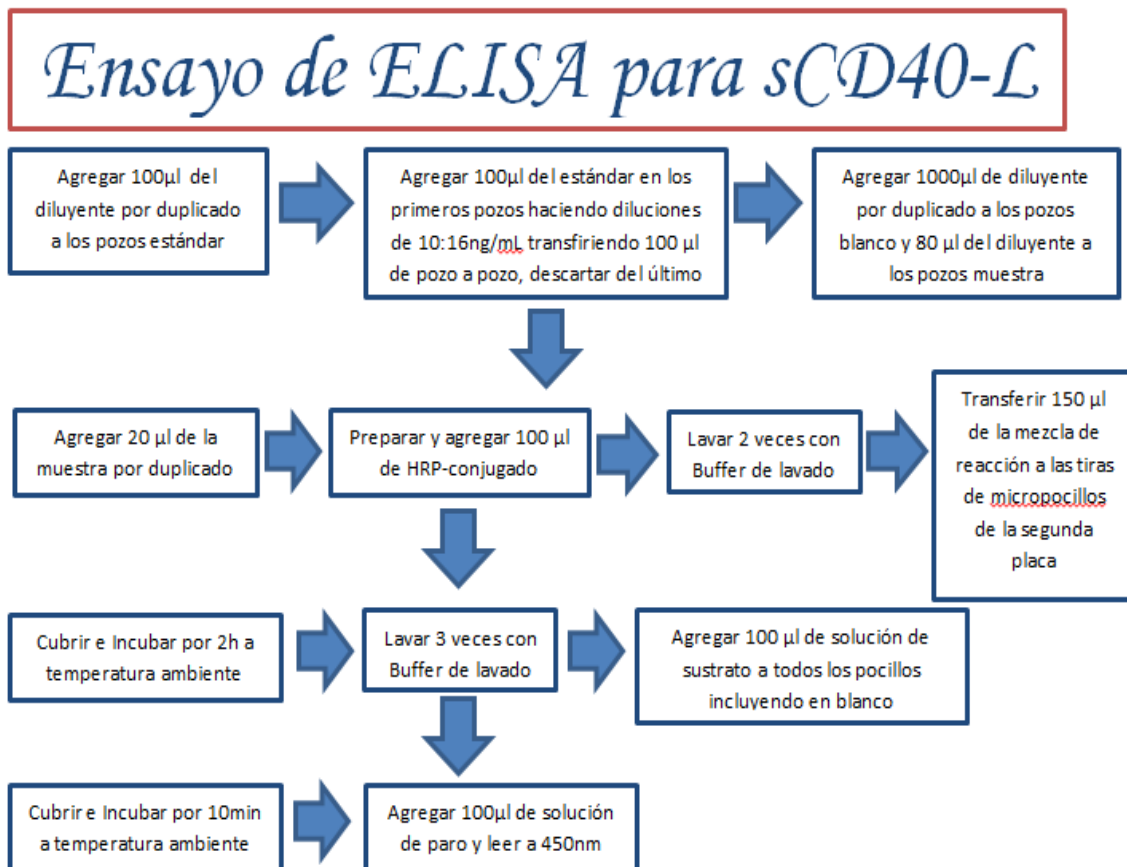 Ensayo de ELISA para sCD40-L
Agregar 100µl del
diluyente por duplicado
a los pozos estándar
Agregar 100µl del estándar en los
primeros pozos haciendo diluciones
de 10:16ng/mL transfiriendo 100 µl
de pozo a pozo, descartar del último
Agregar 1000µl de diluyente
por duplicado a los pozos
blanco y 80 µl del diluyente a
los pozos muestra
Agregar 20 µl de la
muestra por duplicado
Preparar y agregar 100 µl
de HRP-conjugado
Lavar 2 veces con
Buffer de lavado
Transferir 150 µl
de la mezcla de
reacción a las tiras
de micropocillos
de la segunda
placa
Cubrir e Incubar por 2h a
temperatura ambiente
Lavar 3 veces con
Buffer de lavado
Agregar 100 µl de solución de
sustrato a todos los pocillos
incluyendo en blanco
Cubrir e Incubar por 10min
a temperatura ambiente
Agregar 100µl de solución
de paro y leer a 450nm